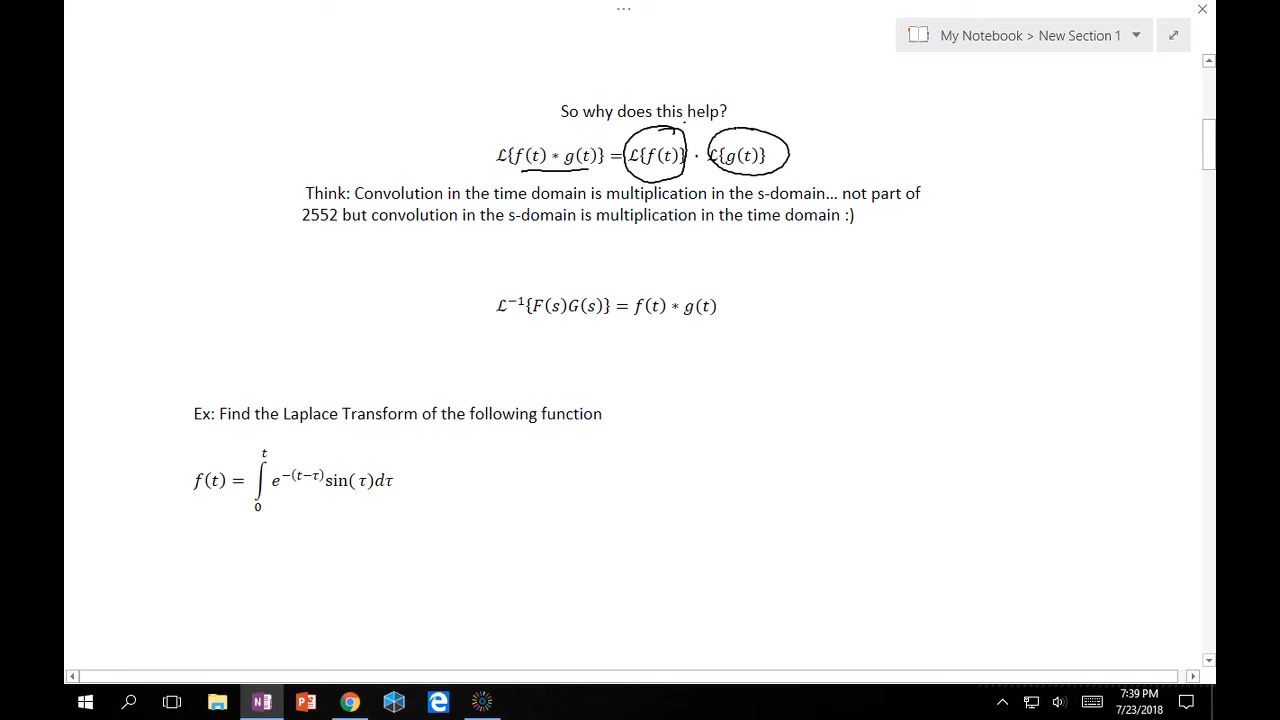 ...
My Notebook > New Section 1
So why does this help?
ℒ{f(t) ∗ g(t)} = ℒ{f(t)} · ℒ{g(t)}
Think: Convolution in the time domain is multiplication in the s-domain... not part of
2552 but convolution in the s-domain is multiplication in the time domain :)
ℒ⁻¹{F(s)G(s)} = f(t) ∗ g(t)
Ex: Find the Laplace Transform of the following function
f(t) = ∫₀ᵗ e^{−(t−τ)} sin( τ)dτ
7:39 PM
7/23/2018